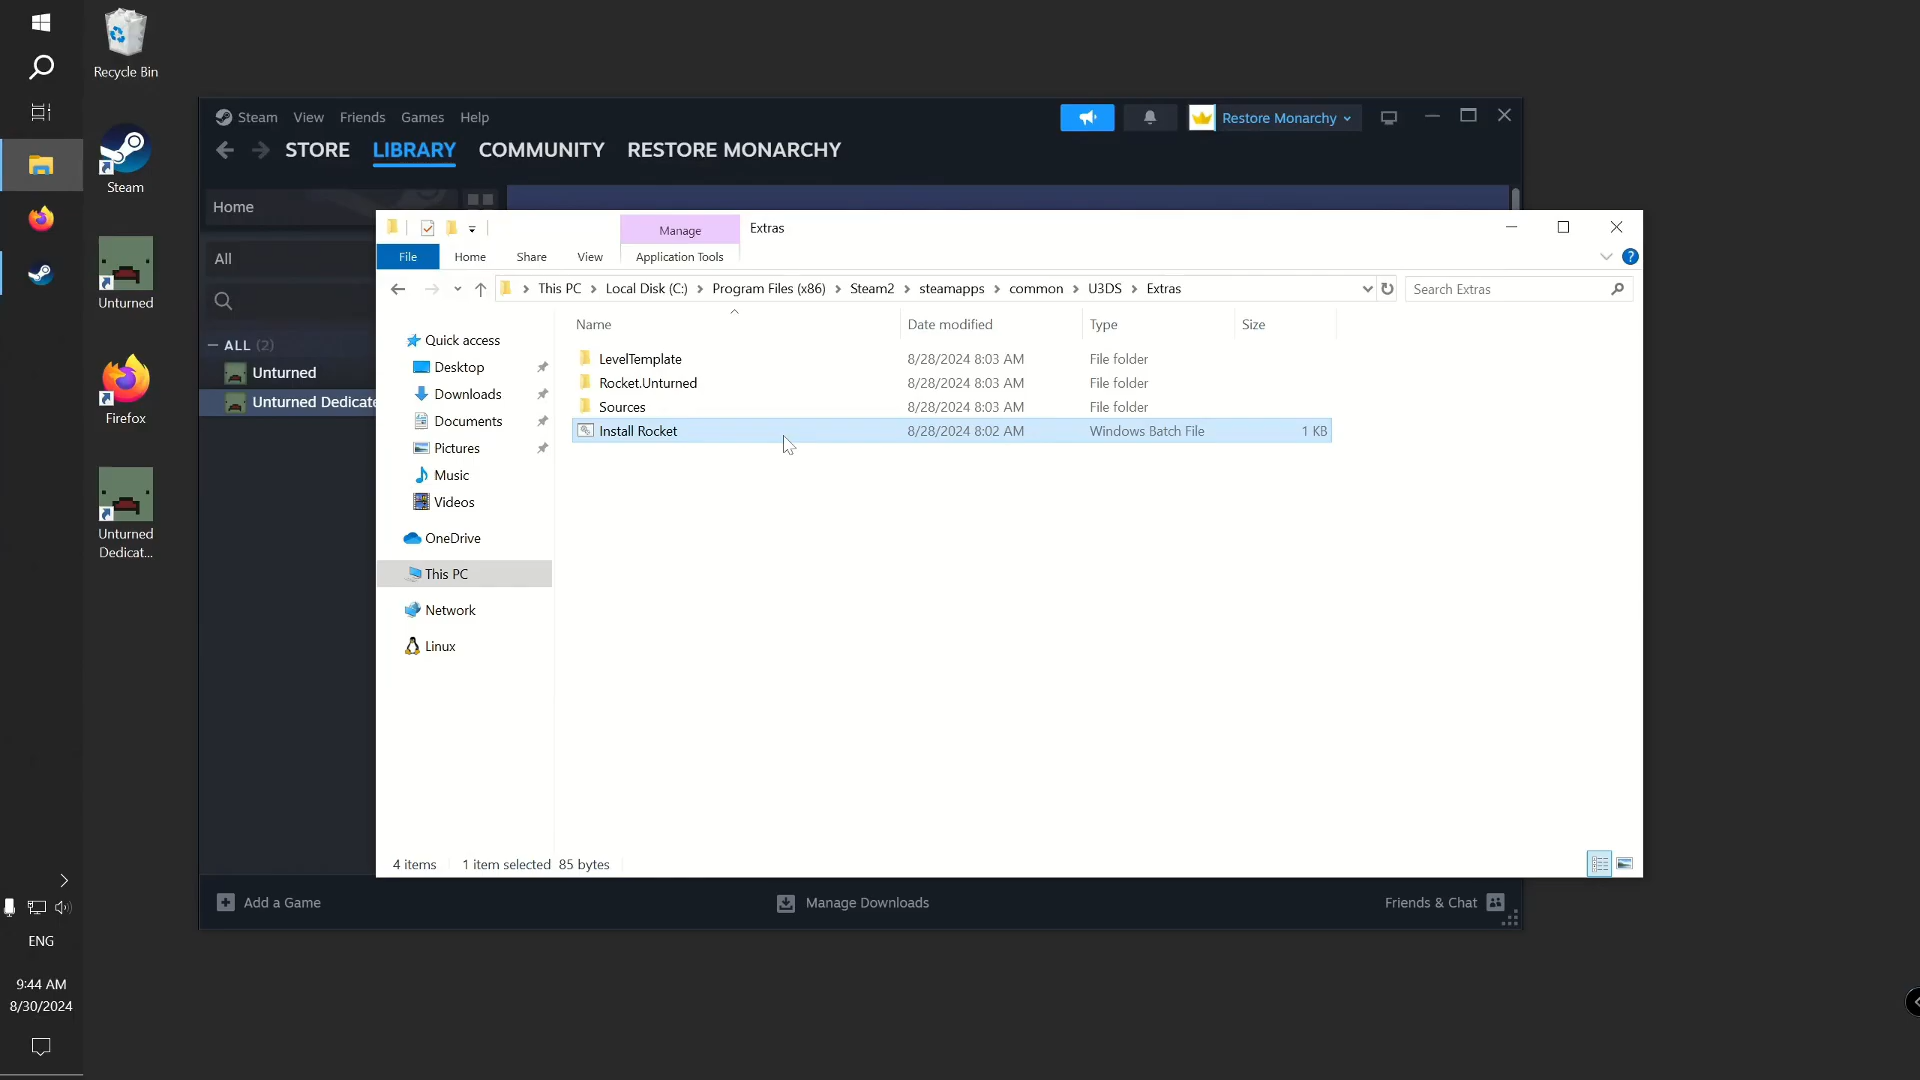 Recycle Bin
Steam
Unturned
Firefox
Unturned
Dedicat...
ENG
9:44 AM
8/30/2024
Steam View Friends Games Help
Restore Monarchy
STORE LIBRARY COMMUNITY RESTORE MONARCHY
Home
All
ALL (2)
Unturned
Unturned Dedicate
Manage Extras
File Home Share View Application Tools
This PC Local Disk (C:) Program Files (x86) Steam2 steamapps common U3DS Extras
Search Extras
Quick access
Desktop
Downloads
Documents
Pictures
Music
Videos
OneDrive
This PC
Network
Linux
Name Date modified Type Size
LevelTemplate 8/28/2024 8:03 AM File folder
Rocket.Unturned 8/28/2024 8:03 AM File folder
Sources 8/28/2024 8:03 AM File folder
Install Rocket 8/28/2024 8:02 AM Windows Batch File 1 KB
4 items 1 item selected 85 bytes
Add a Game Manage Downloads Friends & Chat